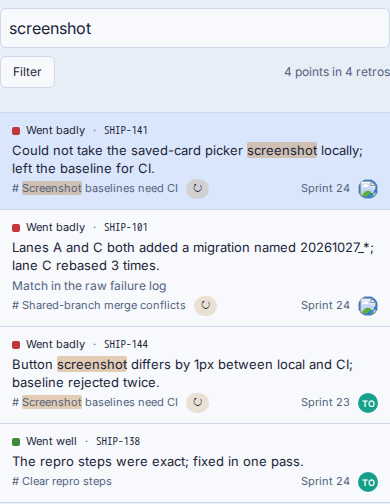 screenshot
Filter
4 points in 4 retros
Went badly · SHIP-141
Could not take the saved-card picker screenshot locally;
left the baseline for CI.
# Screenshot baselines need CI
Sprint 24
Went badly · SHIP-101
Lanes A and C both added a migration named 20261027_*;
lane C rebased 3 times.
Match in the raw failure log
# Shared-branch merge conflicts
Sprint 24
Went badly · SHIP-144
Button screenshot differs by 1px between local and CI;
baseline rejected twice.
# Screenshot baselines need CI
Sprint 23
TO
Went well · SHIP-138
The repro steps were exact; fixed in one pass.
# Clear repro steps
Sprint 24
TO